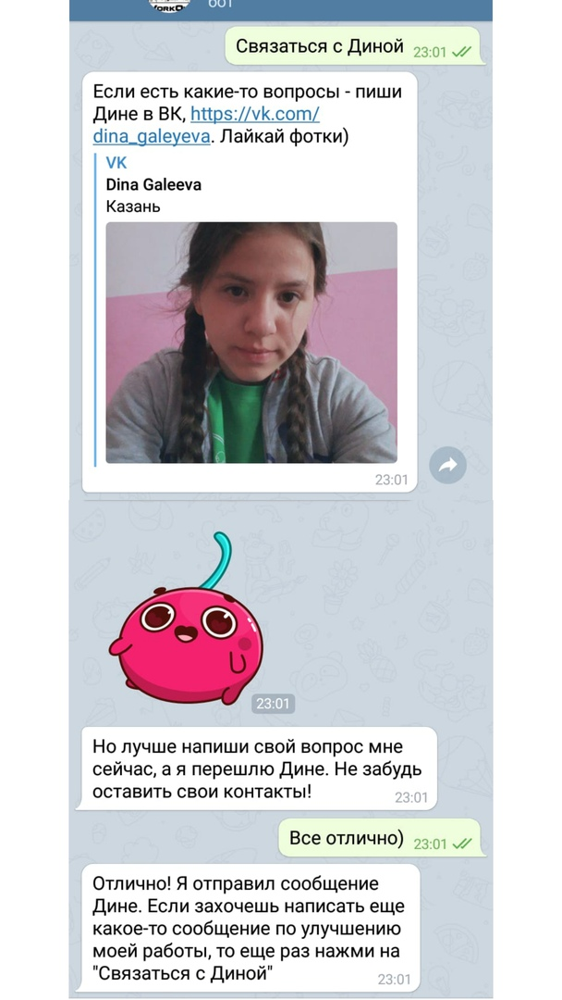 бот
Связаться с Диной 23:01
Если есть какие-то вопросы - пиши
Дине в ВК, https://vk.com/
dina_galeyeva. Лайкай фотки)
VK
Dina Galeeva
Казань
23:01
23:01
Но лучше напиши свой вопрос мне
сейчас, а я перешлю Дине. Не забудь
оставить свои контакты! 23:01
Все отлично) 23:01
Отлично! Я отправил сообщение
Дине. Если захочешь написать еще
какое-то сообщение по улучшению
моей работы, то еще раз нажми на
"Связаться с Диной" 23:01